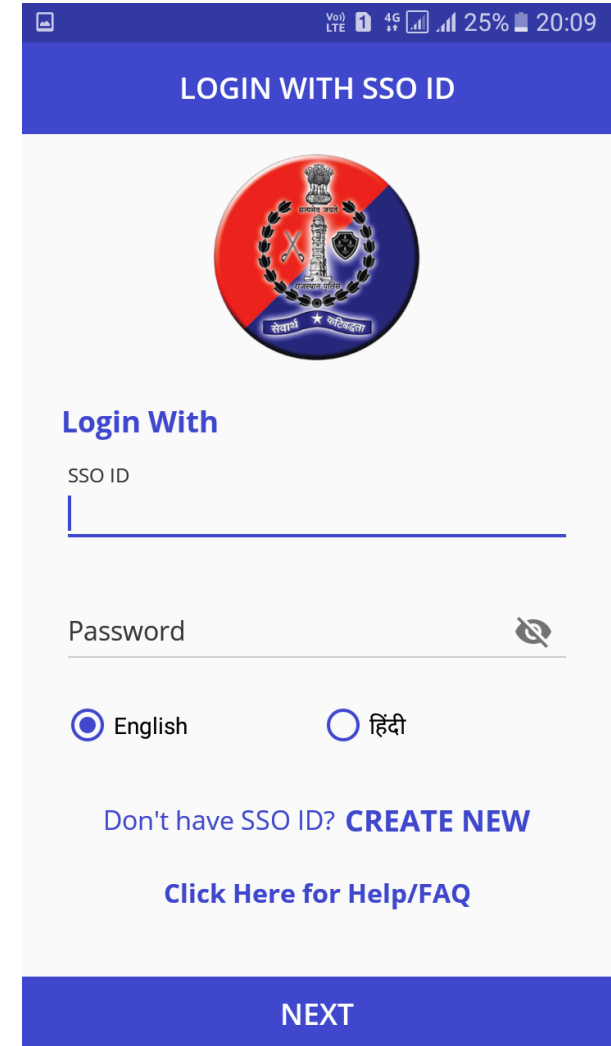 Voi) LTE 1 4G 25% 20:09
LOGIN WITH SSO ID
सत्यमेव जयते
राजस्थान पुलिस
सेवार्थ कटिबद्धता
Login With
SSO ID
Password
English हिंदी
Don't have SSO ID? CREATE NEW
Click Here for Help/FAQ
NEXT